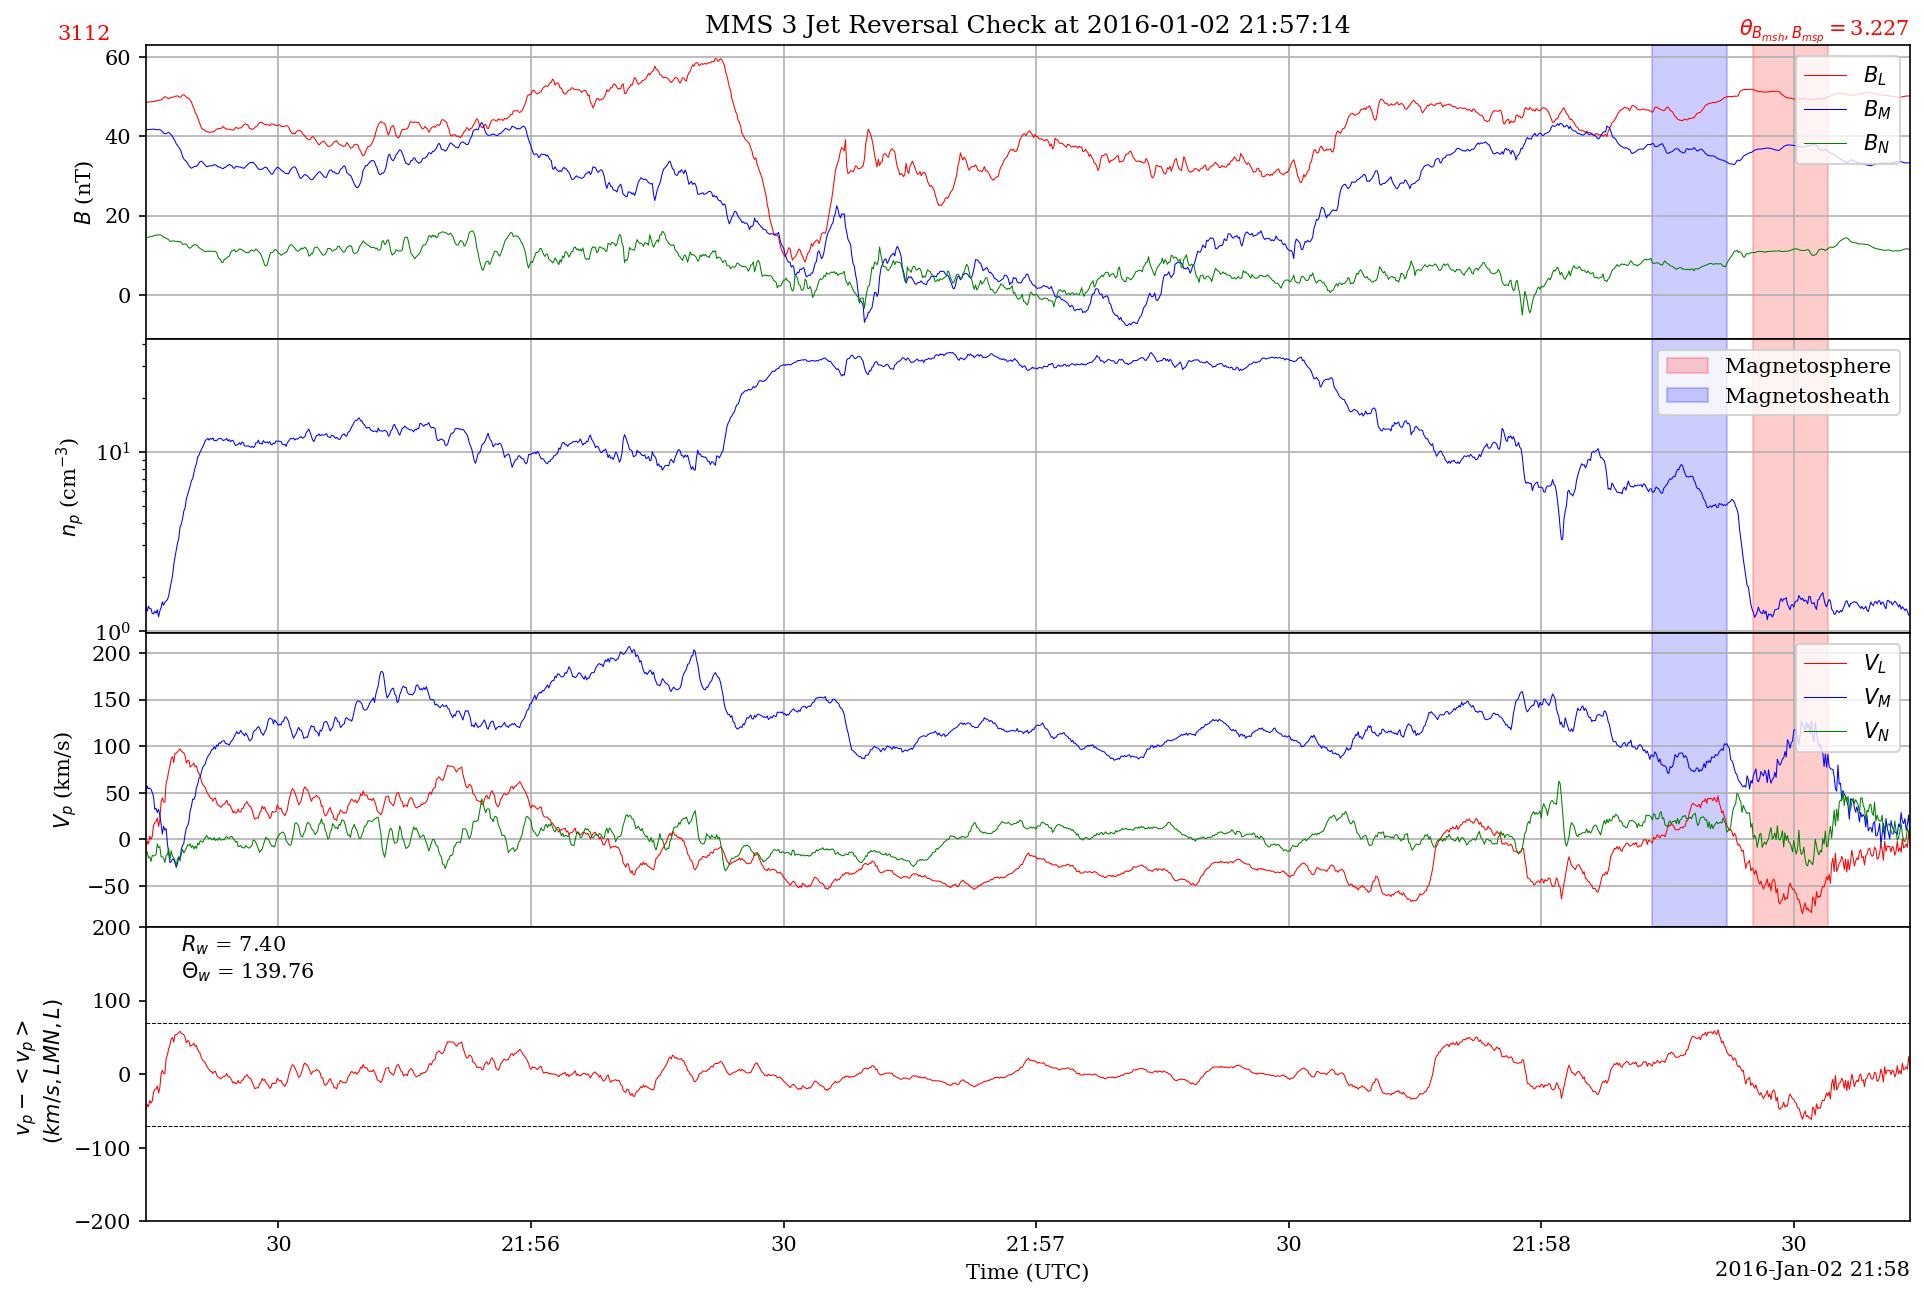 3112
MMS 3 Jet Reversal Check at 2016-01-02 21:57:14
θ_{B_{msh}, B_{msp}} = 3.227
60
40
20
0
B (nT)
B_L
B_M
B_N
10¹
10⁰
n_p (cm⁻³)
Magnetosphere
Magnetosheath
200
150
100
50
0
−50
V_p (km/s)
V_L
V_M
V_N
200
100
0
−100
−200
v_p − < v_p >
(km/s, LMN, L)
R_w = 7.40
Θ_w = 139.76
30 21:56 30 21:57 30 21:58 30
Time (UTC)
2016-Jan-02 21:58